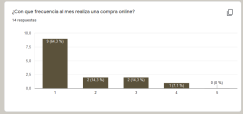 ¿Con que frecuencia al mes realiza una compra online?
14 respuestas
10,0
7,5
5,0
2,5
0,0
9 (64,3 %)
2 (14,3 %)
2 (14,3 %)
1 (7,1 %)
0 (0 %)
1 2 3 4 5